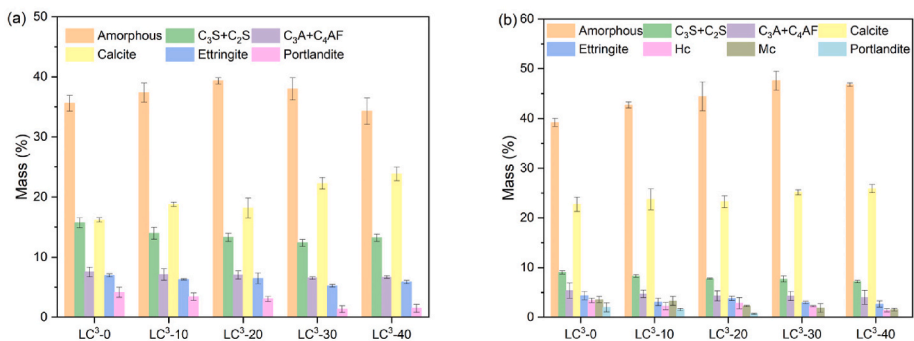 (a)
Amorphous C₃S+C₂S C₃A+C₄AF
Calcite Ettringite Portlandite
50
40
30
20
10
0
Mass (%)
LC³-0 LC³-10 LC³-20 LC³-30 LC³-40
(b)
Amorphous C₃S+C₂S C₃A+C₄AF Calcite
Ettringite Hc Mc Portlandite
60
50
40
30
20
10
0
Mass (%)
LC³-0 LC³-10 LC³-20 LC³-30 LC³-40